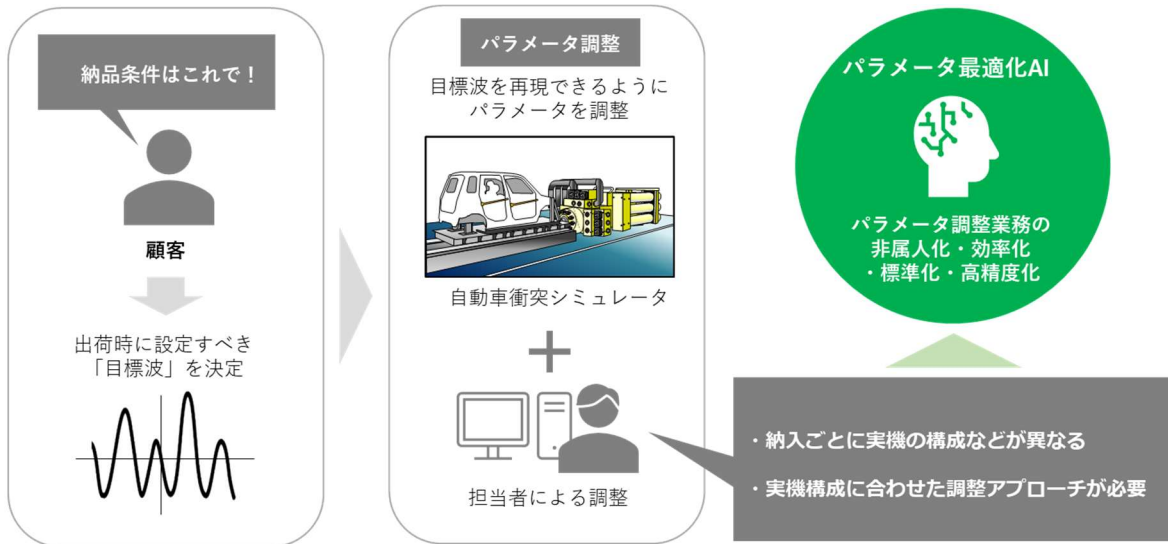 納品条件はこれで！
顧客
出荷時に設定すべき
「目標波」を決定
パラメータ調整
目標波を再現できるように
パラメータを調整
自動車衝突シミュレータ
担当者による調整
・納入ごとに実機の構成などが異なる
・実機構成に合わせた調整アプローチが必要
パラメータ最適化AI
パラメータ調整業務の
非属人化・効率化
・標準化・高精度化